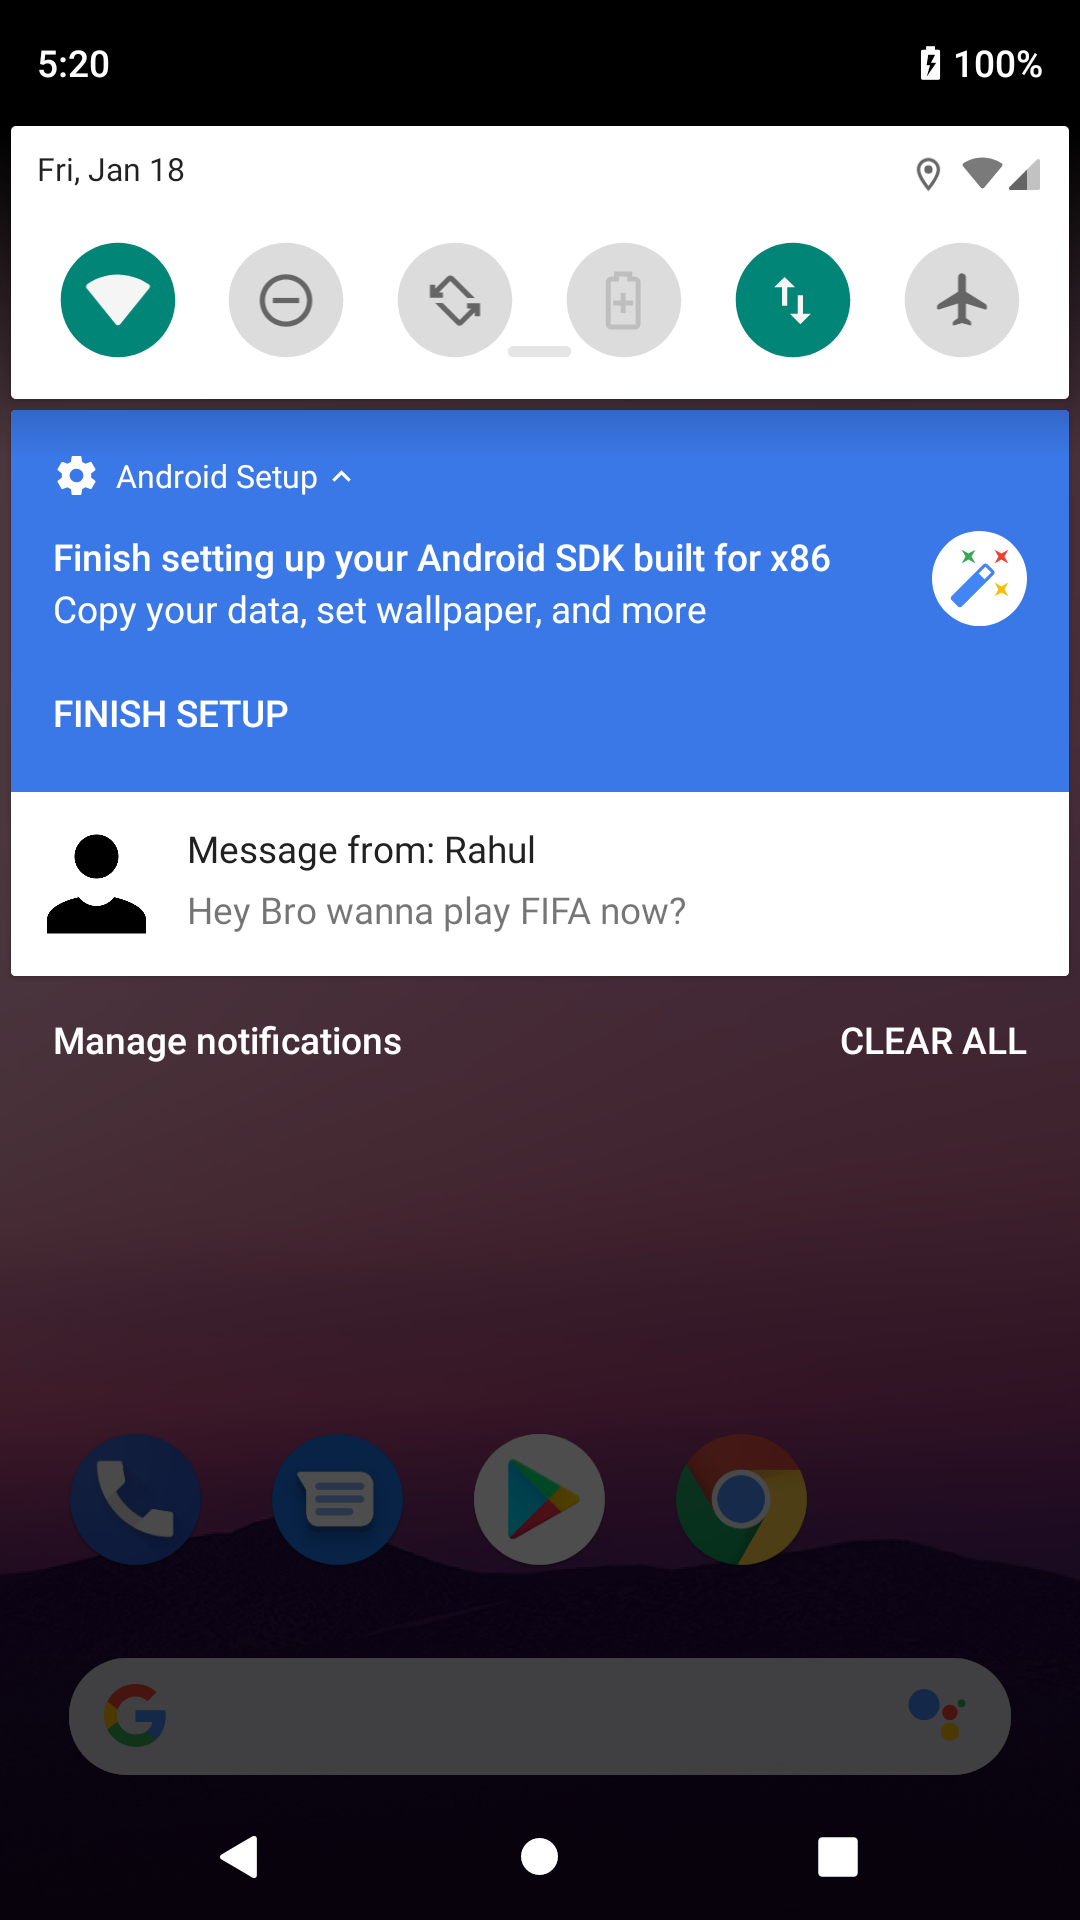 5:20
100%
Fri, Jan 18
Android Setup
Finish setting up your Android SDK built for x86
Copy your data, set wallpaper, and more
FINISH SETUP
Message from: Rahul
Hey Bro wanna play FIFA now?
Manage notifications
CLEAR ALL